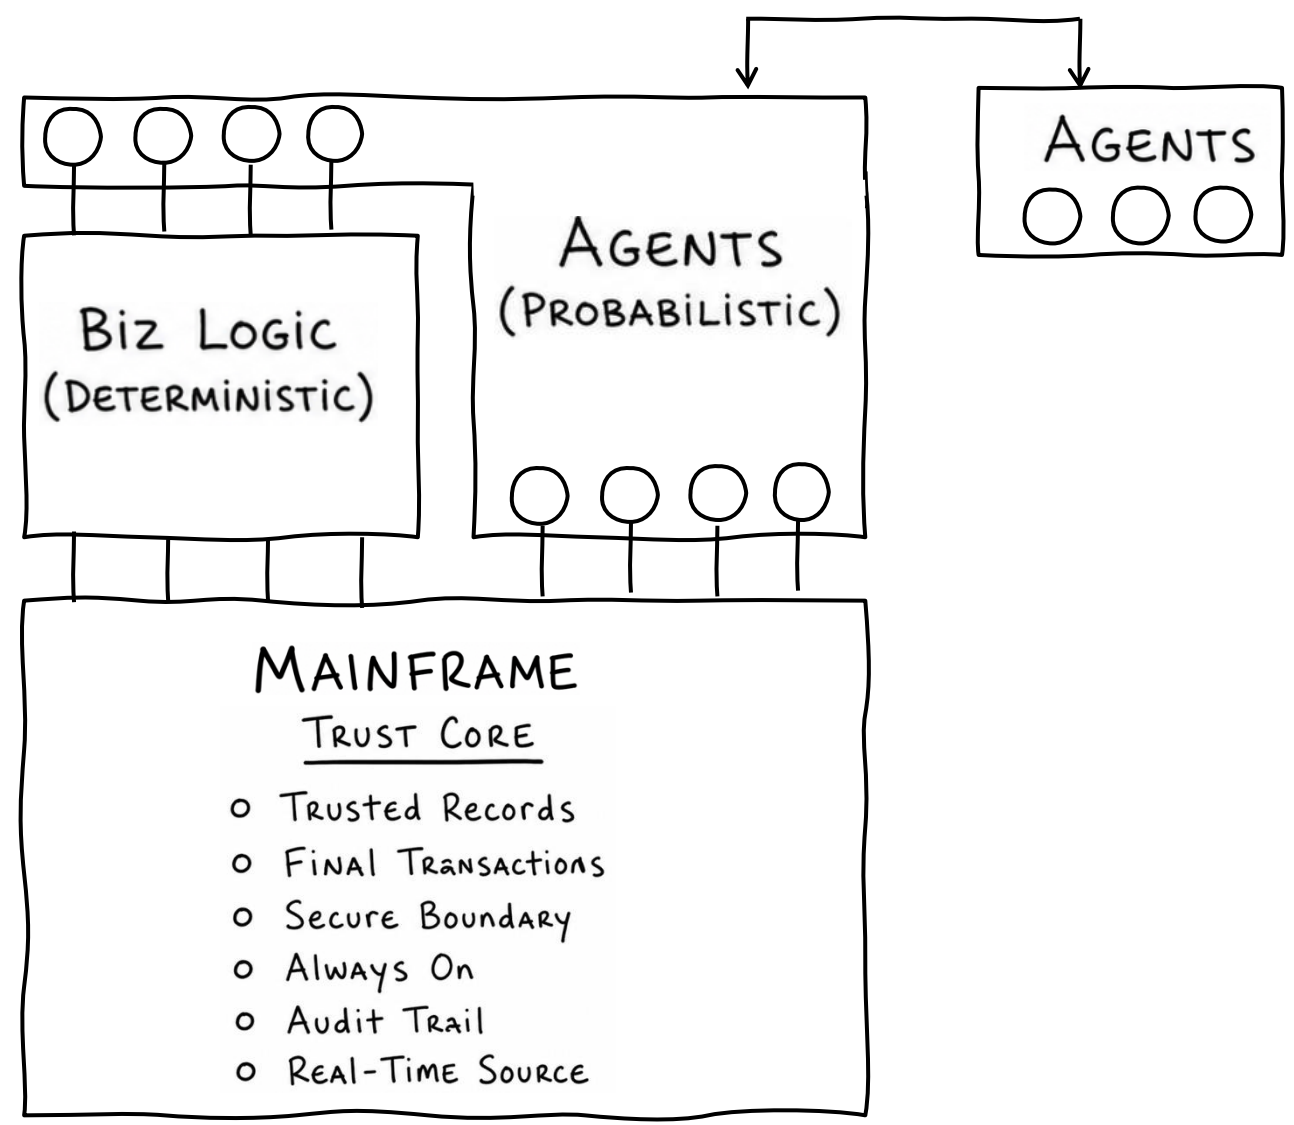 Agents
Agents
(Probabilistic)
Biz Logic
(Deterministic)
Mainframe
Trust Core
Trusted Records
Final Transactions
Secure Boundary
Always On
Audit Trail
Real-Time Source